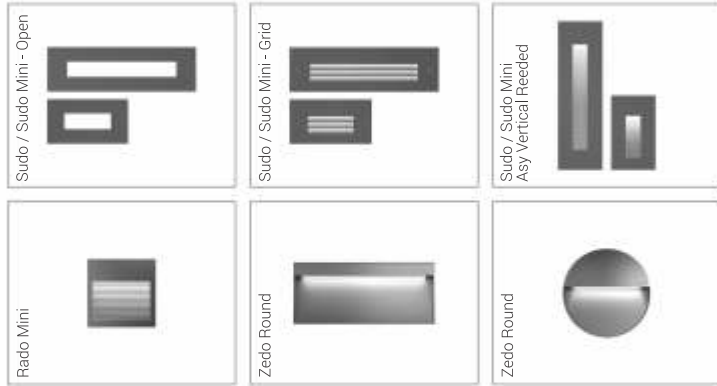 Sudo / Sudo Mini - Open
Sudo / Sudo Mini - Grid
Sudo / Sudo Mini
Asy Vertical Reeded
Rado Mini
Zedo Round
Zedo Round